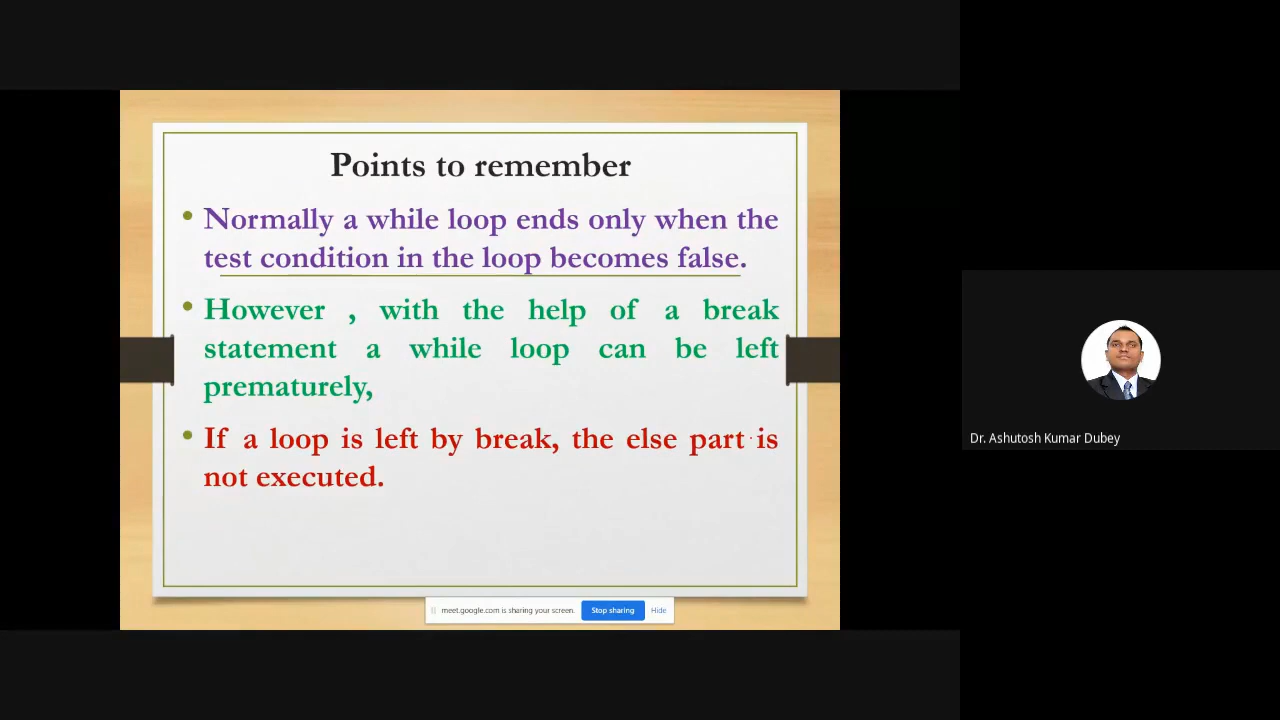 Points to remember
• Normally a while loop ends only when the
test condition in the loop becomes false.
• However , with the help of a break
statement a while loop can be left
prematurely,
• If a loop is left by break, the else part is
not executed.
meet.google.com is sharing your screen. Stop sharing Hide
Dr. Ashutosh Kumar Dubey